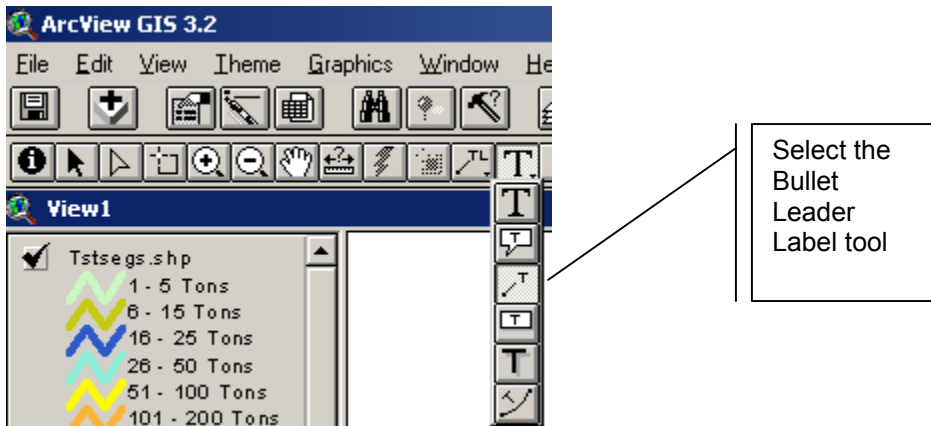 ArcView GIS 3.2
File Edit View Theme Graphics Window He
View1
Tstsegs.shp
1 - 5 Tons
6 - 15 Tons
16 - 25 Tons
26 - 50 Tons
51 - 100 Tons
101 - 200 Tons
Select the
Bullet
Leader
Label tool